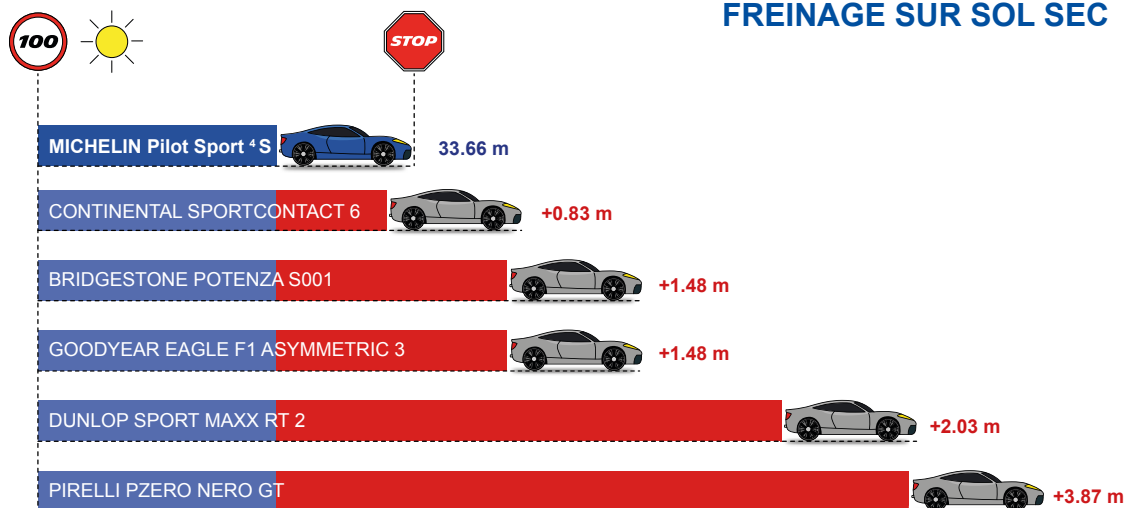 FREINAGE SUR SOL SEC
100
STOP
MICHELIN Pilot Sport ⁴ S
33.66 m
CONTINENTAL SPORTCONTACT 6
+0.83 m
BRIDGESTONE POTENZA S001
+1.48 m
GOODYEAR EAGLE F1 ASYMMETRIC 3
+1.48 m
DUNLOP SPORT MAXX RT 2
+2.03 m
PIRELLI PZERO NERO GT
+3.87 m